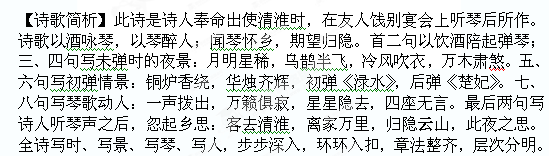 【诗歌简析】此诗是诗人奉命出使清淮时，在友人饯别宴会上听琴后所作。
诗歌以酒咏琴，以琴醉人；闻琴怀乡，期望归隐。首二句以饮酒陪起弹琴；
三、四句写未弹时的夜景：月明星稀，乌鹊半飞，冷风吹衣，万木肃煞。五、
六句写初弹情景：铜炉香绕，华烛齐辉，初弹《渌水》，后弹《楚妃》。七、
八句写琴歌动人：一声拨出，万籁俱寂，星星隐去，四座无言。最后两句写
诗人听琴声之后，忽起乡思：客去清淮，离家万里，归隐云山，此夜之思。
全诗写时、写景、写琴、写人，步步深入，环环入扣，章法整齐，层次分明。